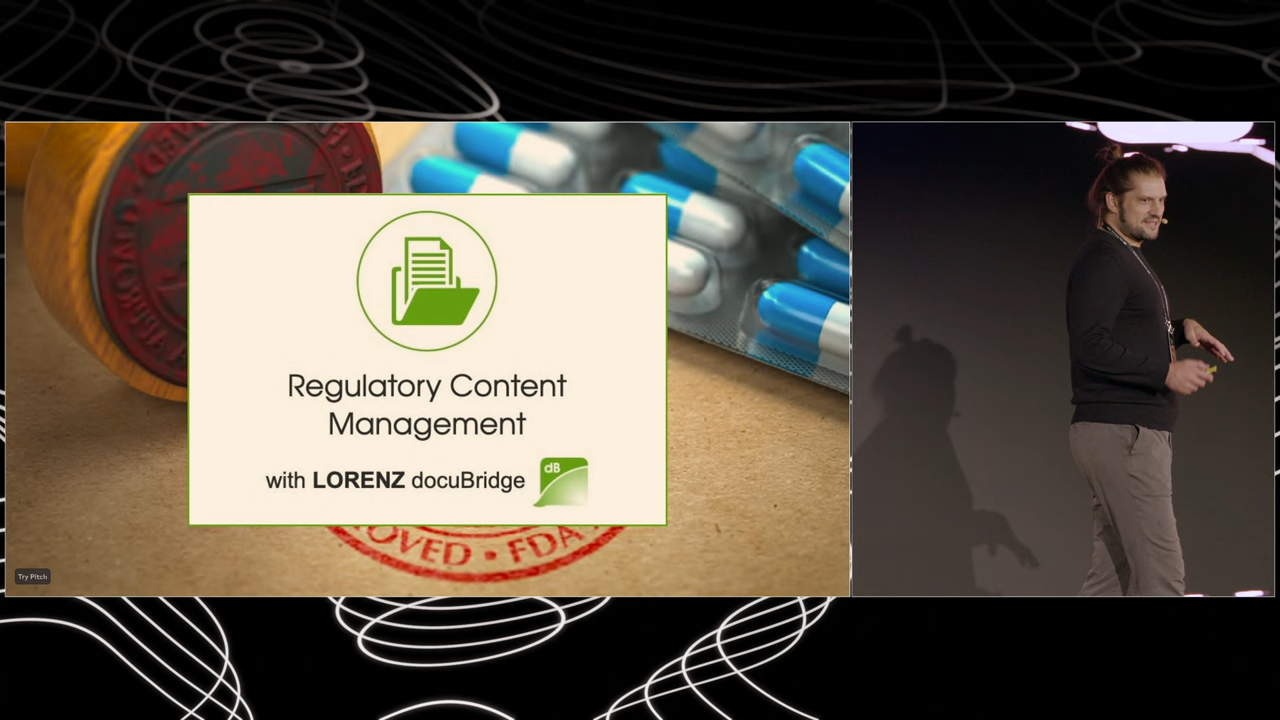 Regulatory Content
Management
with LORENZ docuBridge
dB
OVED • FDA
Try Pitch